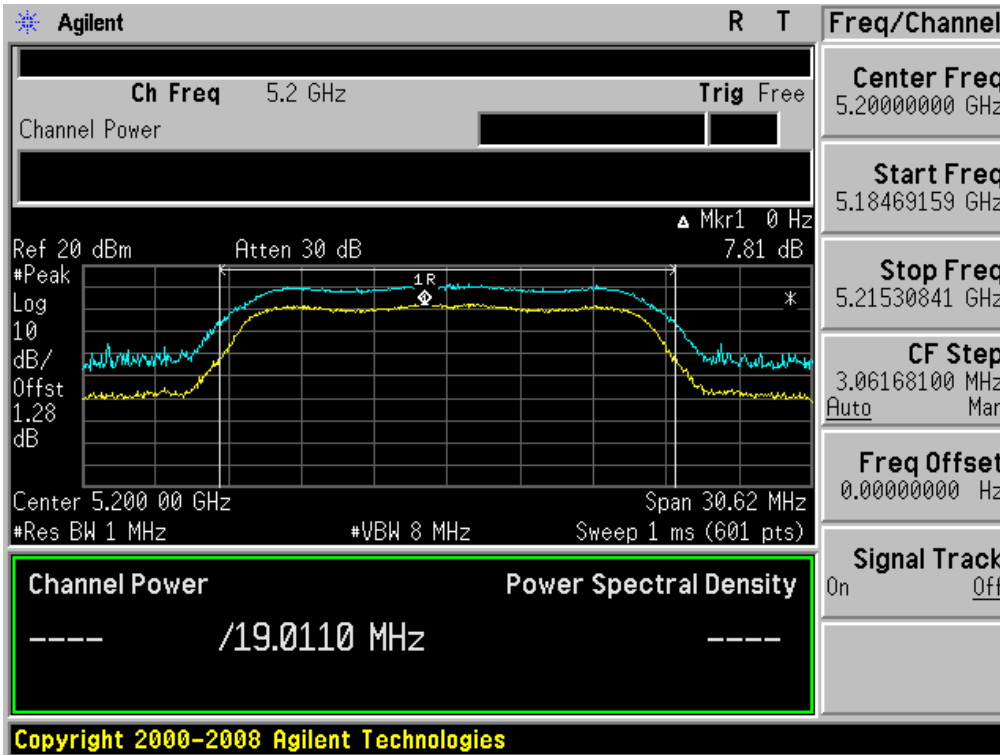 Agilent R T
Freq/Channel
Ch Freq 5.2 GHz Trig Free
Channel Power
Center Freq
5.20000000 GHz
Start Freq
5.18469159 GHz
Stop Freq
5.21530841 GHz
CF Step
3.06168100 MHz
Auto Man
Freq Offset
0.00000000 Hz
Signal Track
On Off
Δ Mkr1 0 Hz
Ref 20 dBm Atten 30 dB 7.81 dB
#Peak
Log
10
dB/
Offst
1.28
dB
1R
*
Center 5.200 00 GHz Span 30.62 MHz
#Res BW 1 MHz #VBW 8 MHz Sweep 1 ms (601 pts)
Channel Power Power Spectral Density
---- /19.0110 MHz ----
Copyright 2000-2008 Agilent Technologies